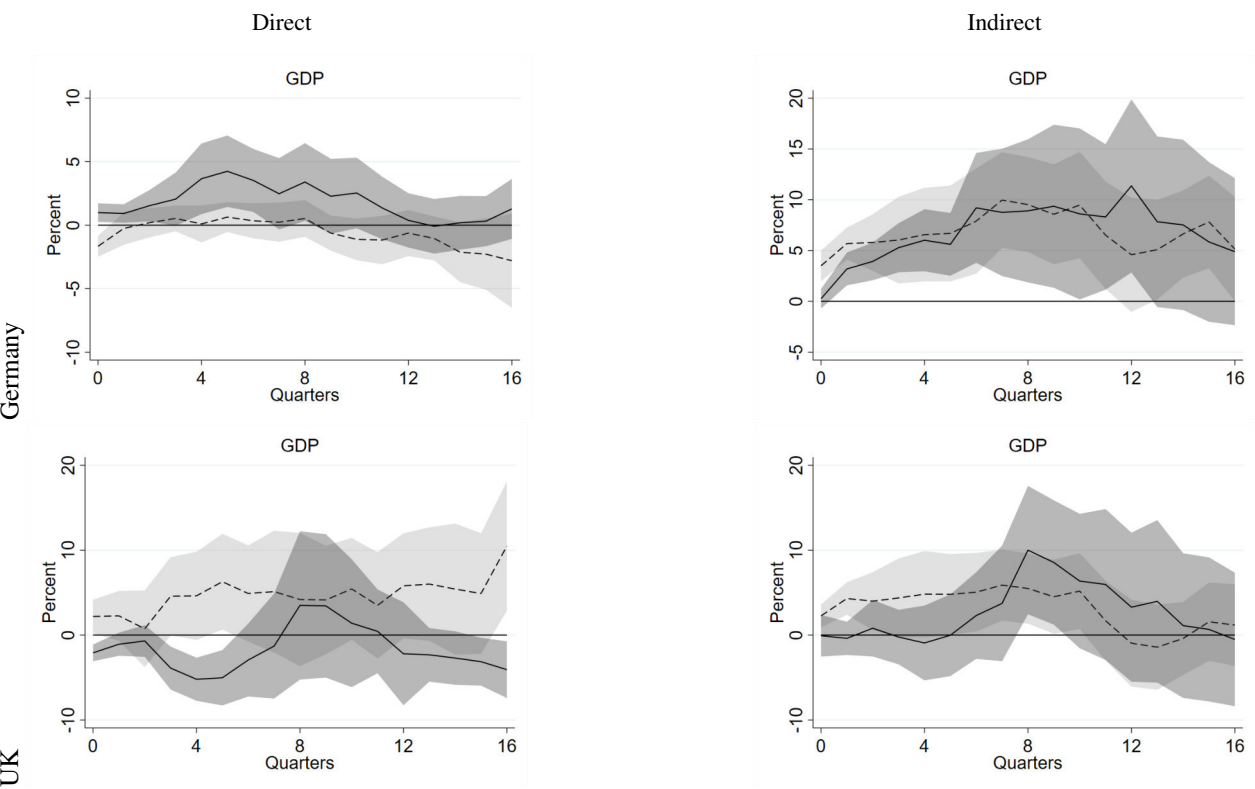 Direct
Indirect
Germany
GDP
Percent
10
5
0
-5
-10
0 4 8 12 16
Quarters
GDP
Percent
20
15
10
5
0
-5
0 4 8 12 16
Quarters
UK
GDP
Percent
20
10
0
-10
0 4 8 12 16
Quarters
GDP
Percent
20
10
0
-10
0 4 8 12 16
Quarters